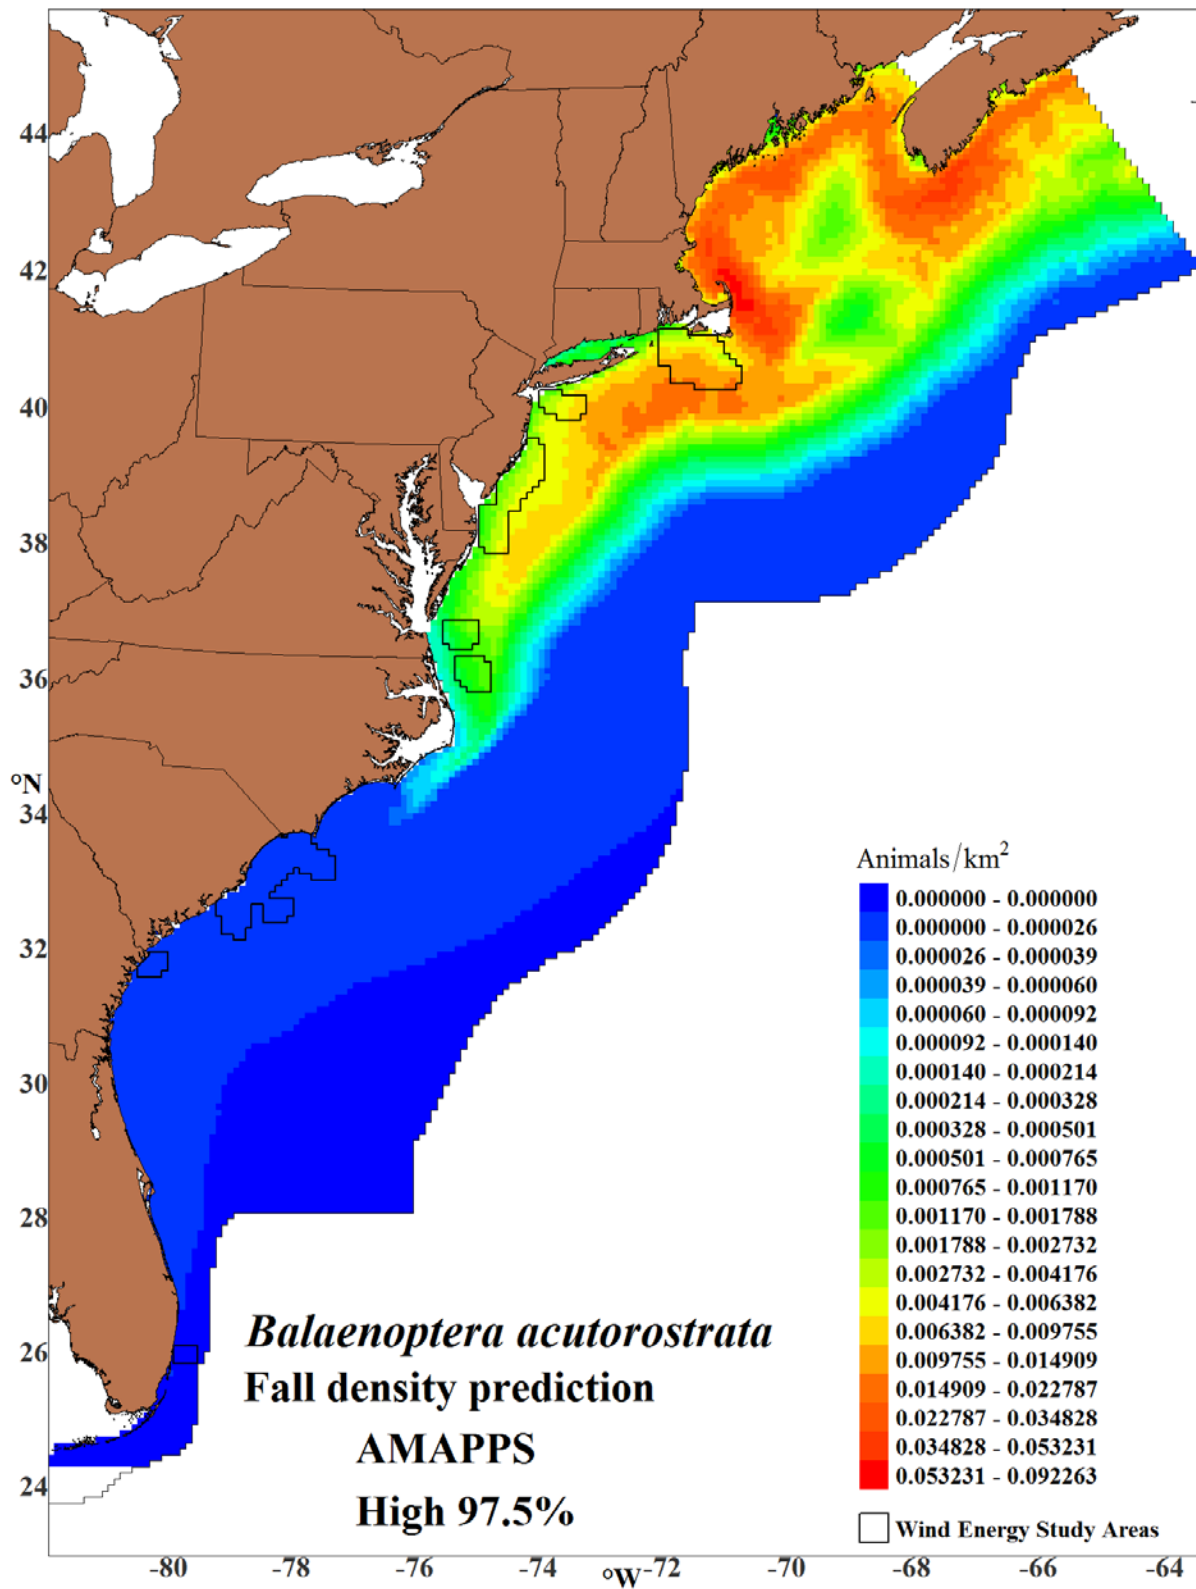 44
42
40
38
36
°N
34
32
30
28
26
24
Animals/km²
0.000000 - 0.000000
0.000000 - 0.000026
0.000026 - 0.000039
0.000039 - 0.000060
0.000060 - 0.000092
0.000092 - 0.000140
0.000140 - 0.000214
0.000214 - 0.000328
0.000328 - 0.000501
0.000501 - 0.000765
0.000765 - 0.001170
0.001170 - 0.001788
0.001788 - 0.002732
0.002732 - 0.004176
0.004176 - 0.006382
0.006382 - 0.009755
0.009755 - 0.014909
0.014909 - 0.022787
0.022787 - 0.034828
0.034828 - 0.053231
0.053231 - 0.092263
Wind Energy Study Areas
Balaenoptera acutorostrata
Fall density prediction
AMAPPS
High 97.5%
-80 -78 -76 -74 °W -72 -70 -68 -66 -64